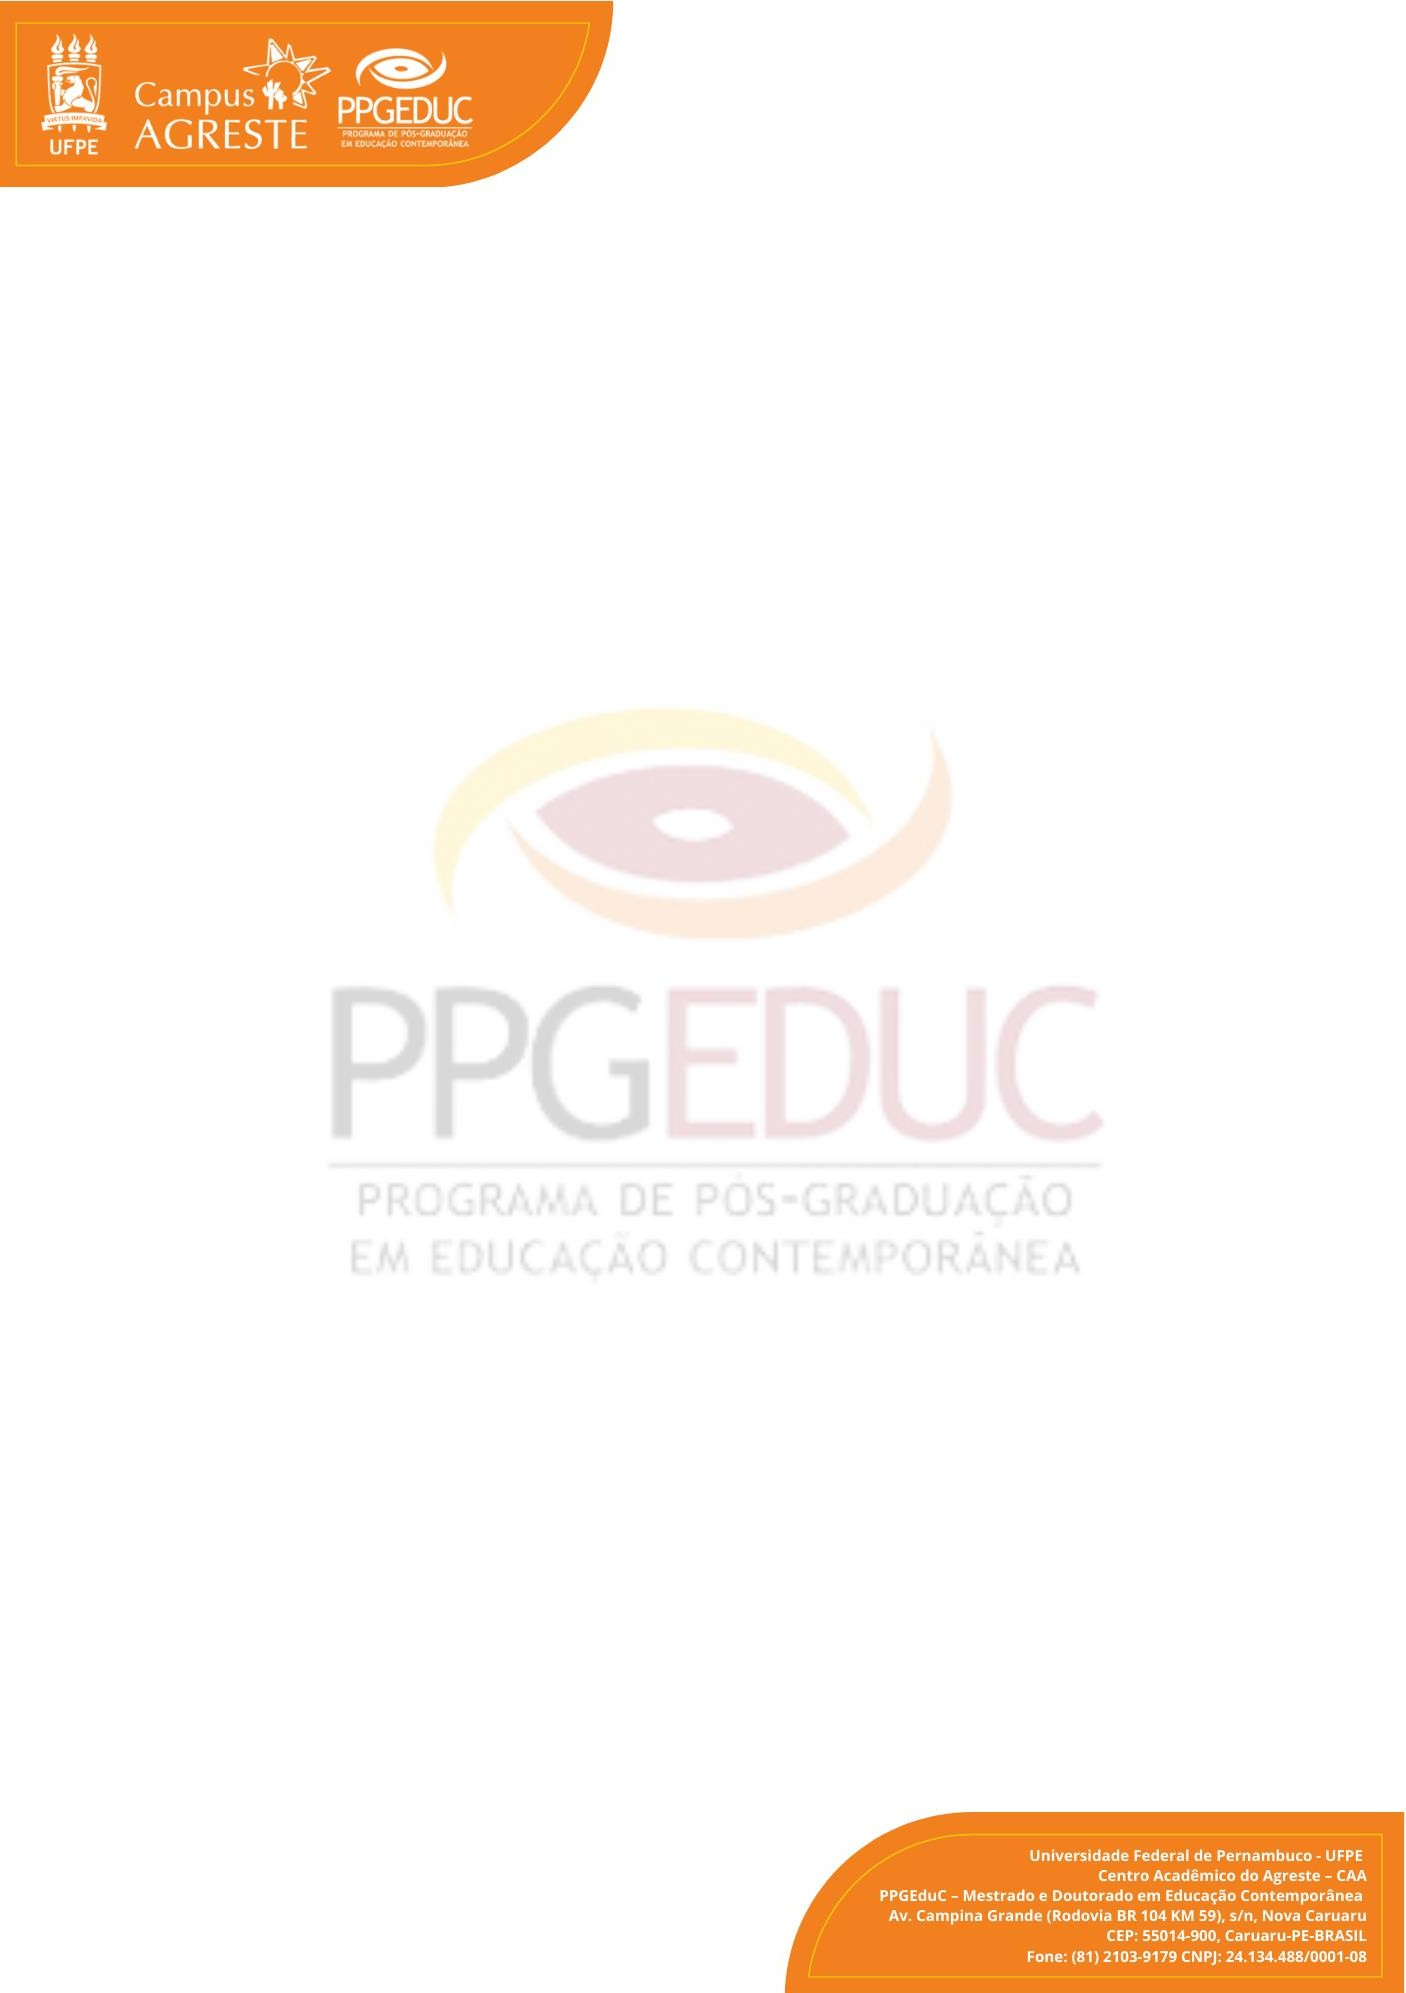 VIRTUS IMPAVIDA
UFPE
Campus
AGRESTE
PPGEDUC
PROGRAMA DE PÓS-GRADUAÇÃO
EM EDUCAÇÃO CONTEMPORÂNEA
PPGEDUC
PROGRAMA DE PÓS-GRADUAÇÃO
EM EDUCAÇÃO CONTEMPORÂNEA
Universidade Federal de Pernambuco - UFPE
Centro Acadêmico do Agreste – CAA
PPGEduC – Mestrado e Doutorado em Educação Contemporânea
Av. Campina Grande (Rodovia BR 104 KM 59), s/n, Nova Caruaru
CEP: 55014-900, Caruaru-PE-BRASIL
Fone: (81) 2103-9179 CNPJ: 24.134.488/0001-08